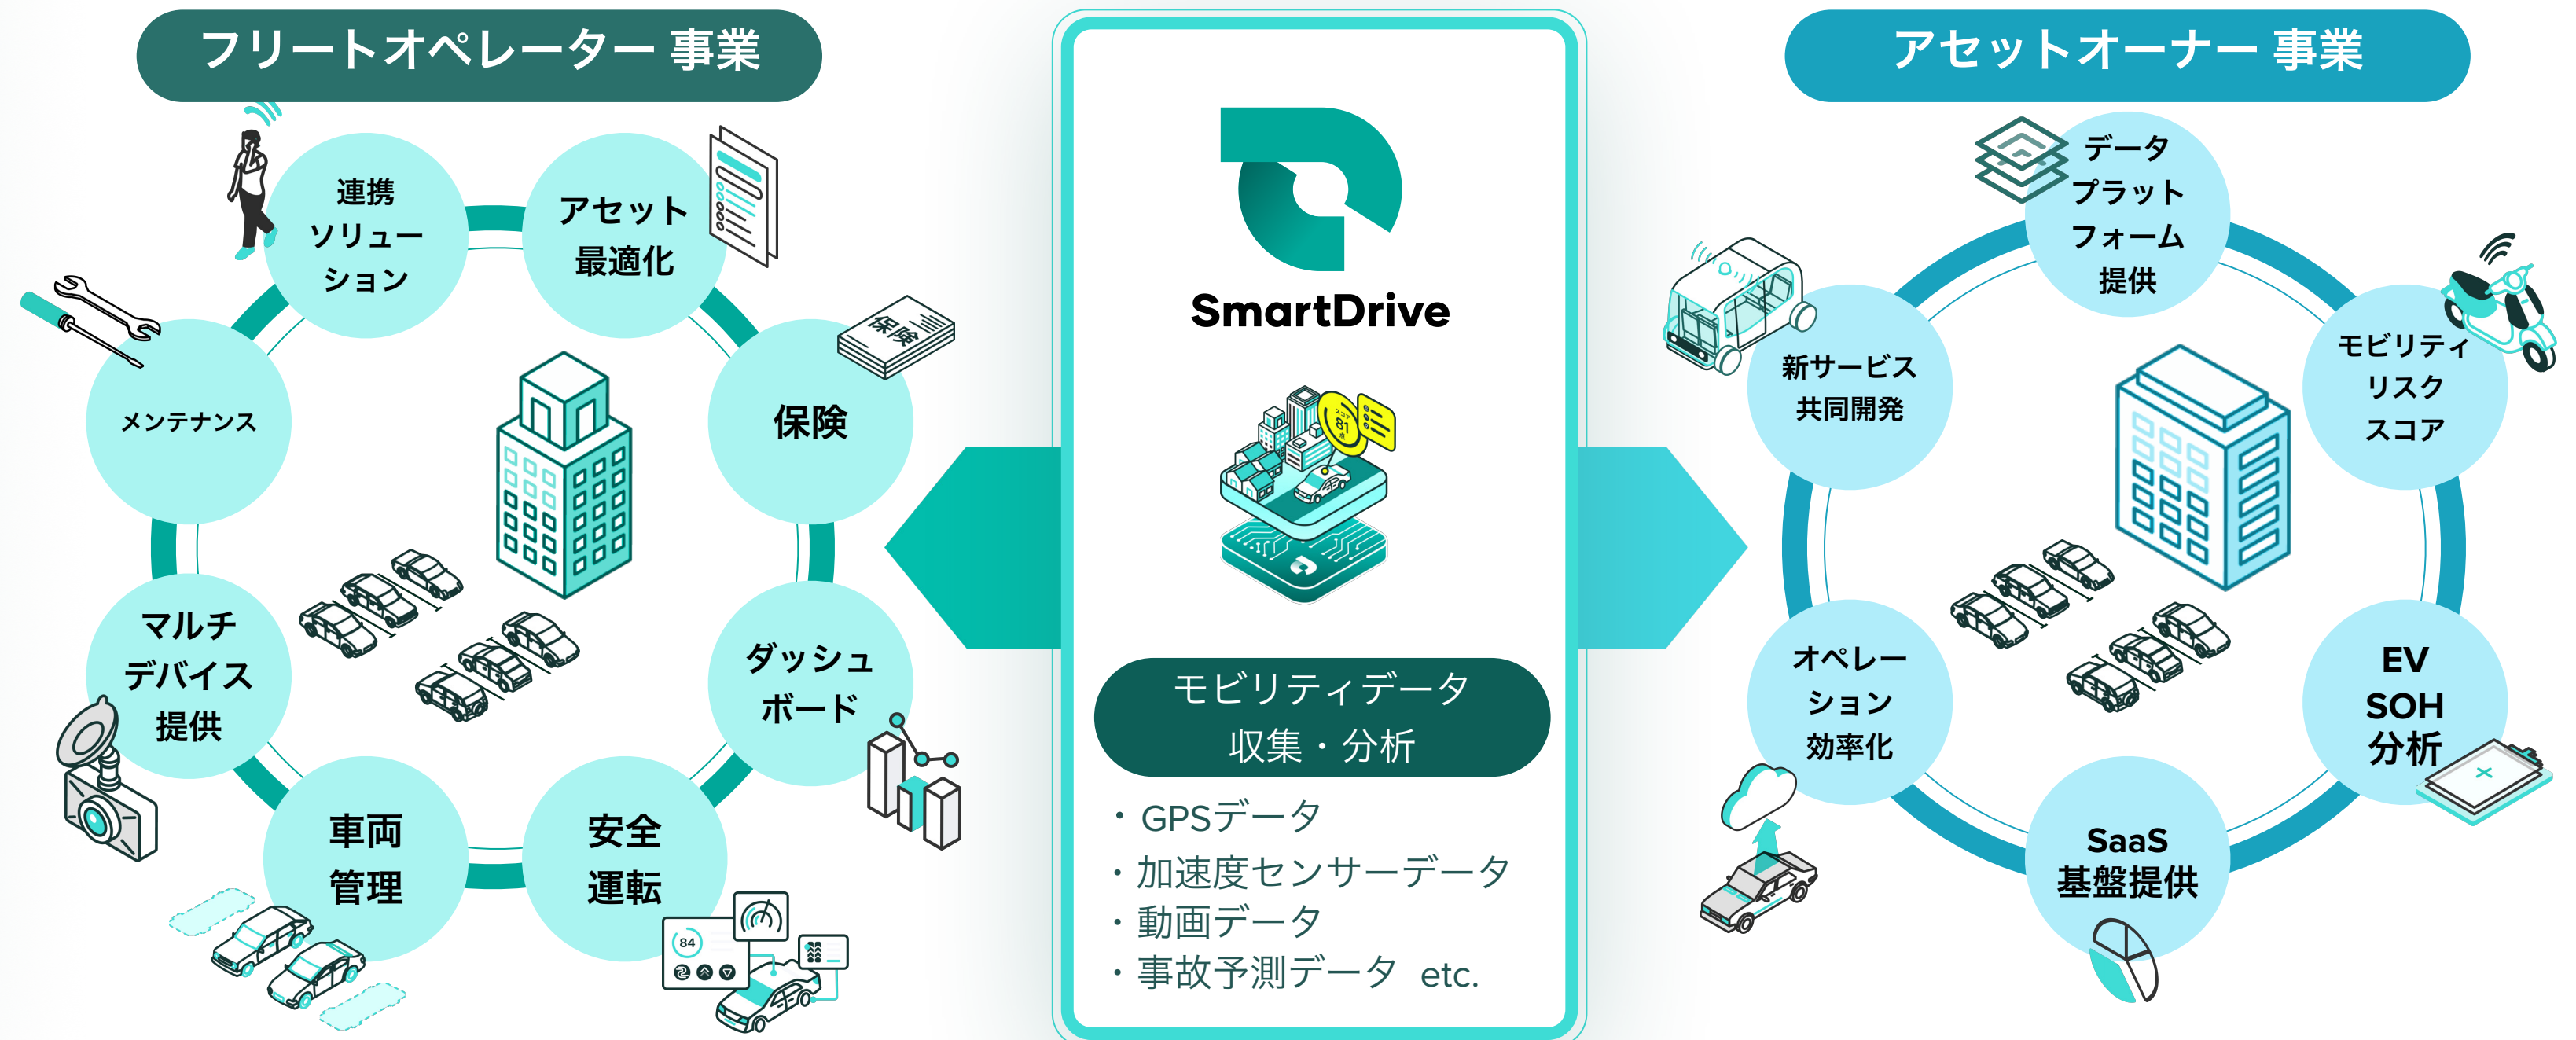 フリートオペレーター 事業
連携
ソリュー
ション
アセット
最適化
保険
保険
ダッシュ
ボード
安全
運転
84
車両
管理
マルチ
デバイス
提供
メンテナンス
SmartDrive
スコア
81
点
モビリティデータ
収集・分析
・GPSデータ
・加速度センサーデータ
・動画データ
・事故予測データ etc.
アセットオーナー 事業
データ
プラット
フォーム
提供
モビリティ
リスク
スコア
EV
SOH
分析
SaaS
基盤提供
オペレー
ション
効率化
新サービス
共同開発